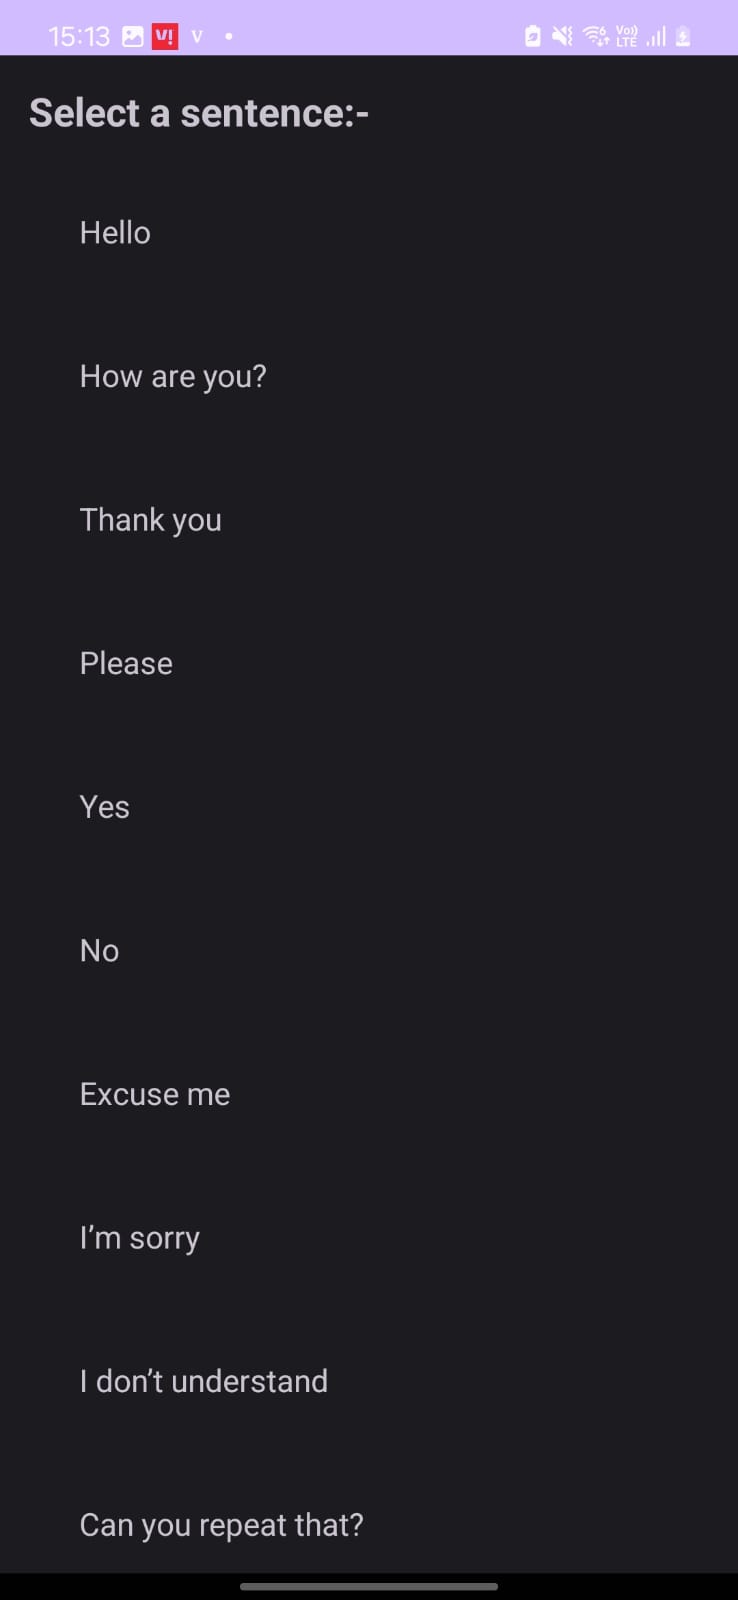 15:13 V! V Vo)) LTE 6
Select a sentence:-
Hello
How are you?
Thank you
Please
Yes
No
Excuse me
I’m sorry
I don’t understand
Can you repeat that?